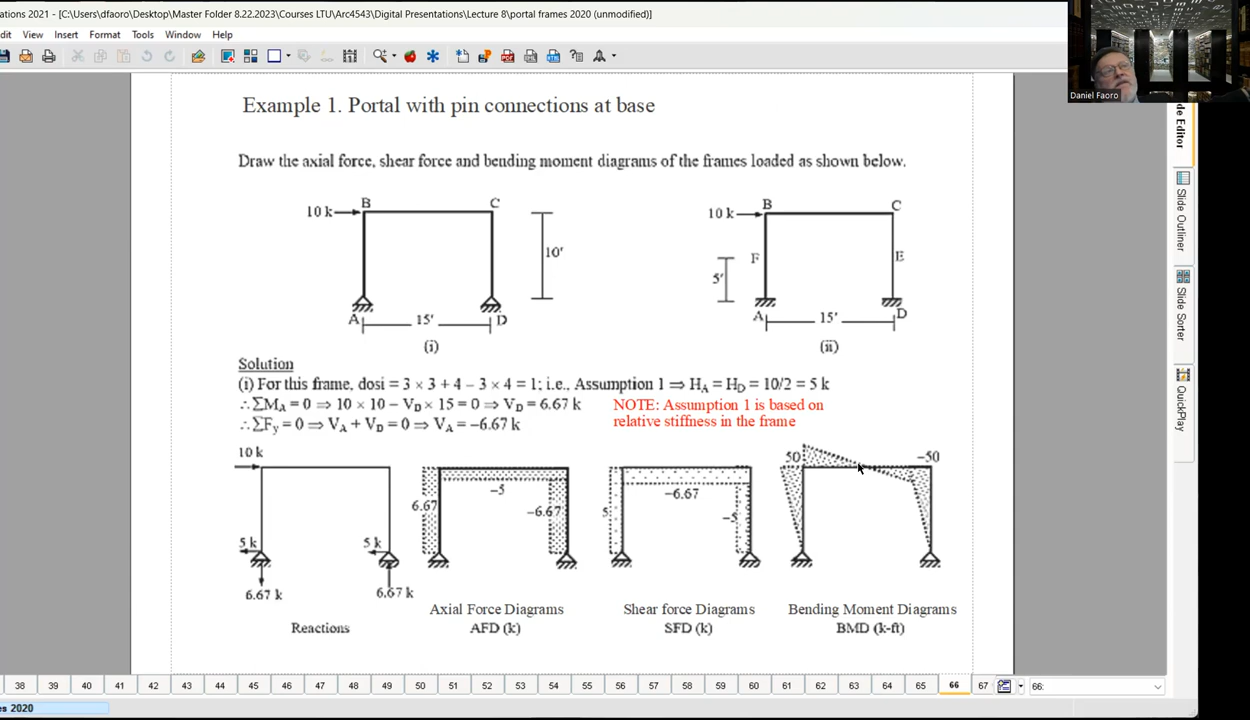 ations 2021 - [C:\Users\dfaoro\Desktop\Master Folder 8.22.2023\Courses LTU\Arc4543\Digital Presentations\Lecture 8\portal frames 2020 (unmodified)]
dit View Insert Format Tools Window Help
Daniel Faoro
Example 1. Portal with pin connections at base
Draw the axial force, shear force and bending moment diagrams of the frames loaded as shown below.
10 k B C
10'
A 15' D
(i)
10 k B C
F E
5'
A 15' D
(ii)
Solution
(i) For this frame, dosi = 3 × 3 + 4 – 3 × 4 = 1; i.e., Assumption 1 ⇒ HA = HD = 10/2 = 5 k
∴ΣMA = 0 ⇒ 10 × 10 – VD × 15 = 0 ⇒ VD = 6.67 k
∴ΣFy = 0 ⇒ VA + VD = 0 ⇒ VA = –6.67 k
NOTE: Assumption 1 is based on
relative stiffness in the frame
10 k
5 k 5 k
6.67 k 6.67 k
Reactions
–5
6.67 –6.67
Axial Force Diagrams
AFD (k)
–6.67
5 –5
Shear force Diagrams
SFD (k)
50 –50
Bending Moment Diagrams
BMD (k-ft)
de Editor
Slide Outliner
Slide Sorter
QuickPlay
38 39 40 41 42 43 44 45 46 47 48 49 50 51 52 53 54 55 56 57 58 59 60 61 62 63 64 65 66 67 66:
es 2020